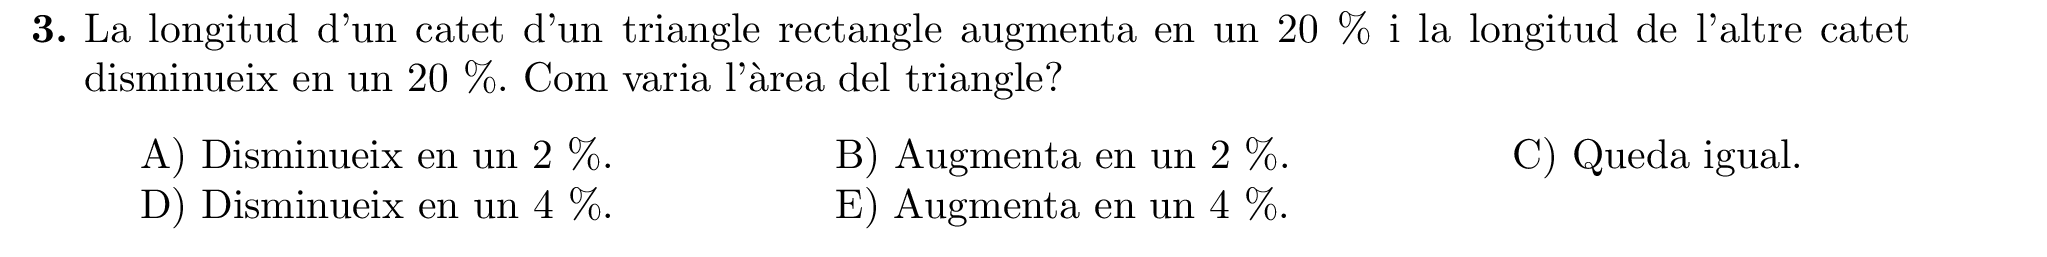 3. La longitud d'un catet d'un triangle rectangle augmenta en un 20 % i la longitud de l'altre catet
disminueix en un 20 %. Com varia l'àrea del triangle?
A) Disminueix en un 2 %. B) Augmenta en un 2 %. C) Queda igual.
D) Disminueix en un 4 %. E) Augmenta en un 4 %.